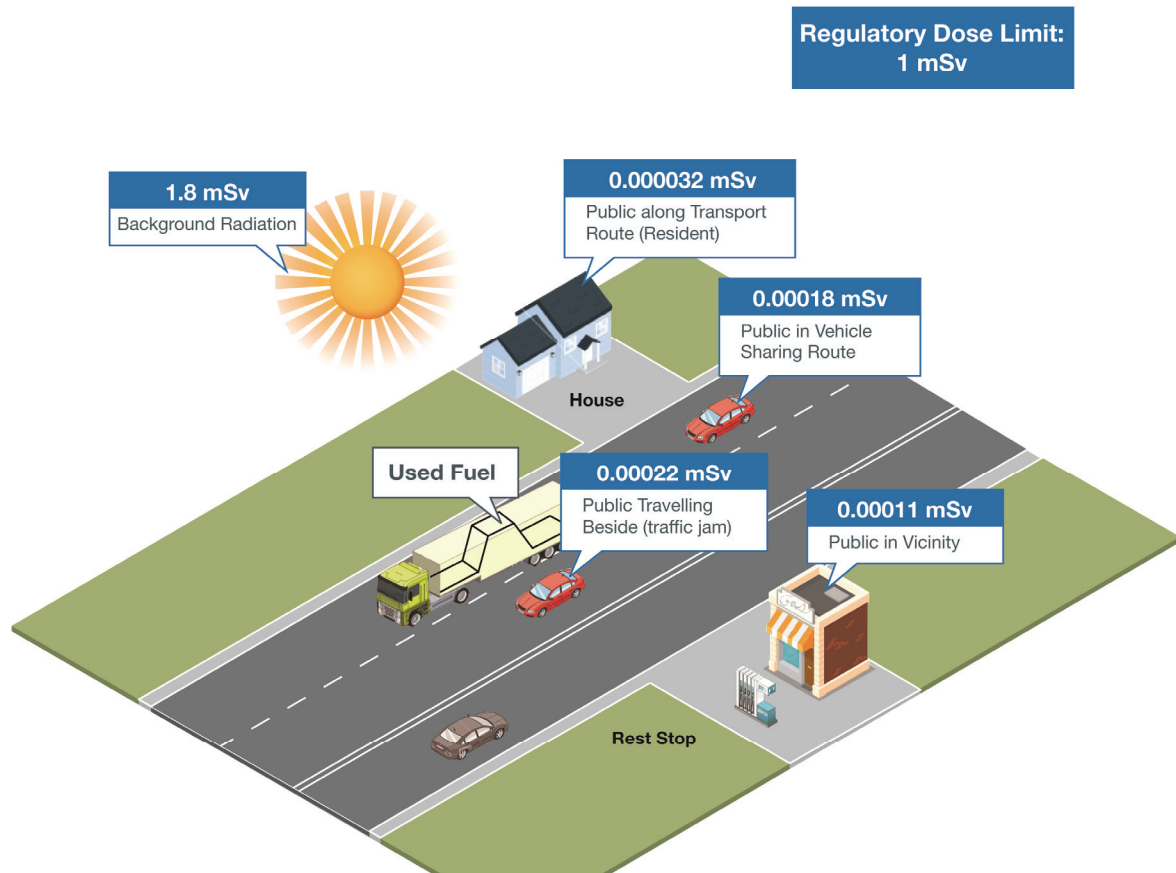 Regulatory Dose Limit:
1 mSv
1.8 mSv
Background Radiation
0.000032 mSv
Public along Transport
Route (Resident)
0.00018 mSv
Public in Vehicle
Sharing Route
House
Used Fuel
0.00022 mSv
Public Travelling
Beside (traffic jam)
0.00011 mSv
Public in Vicinity
Rest Stop